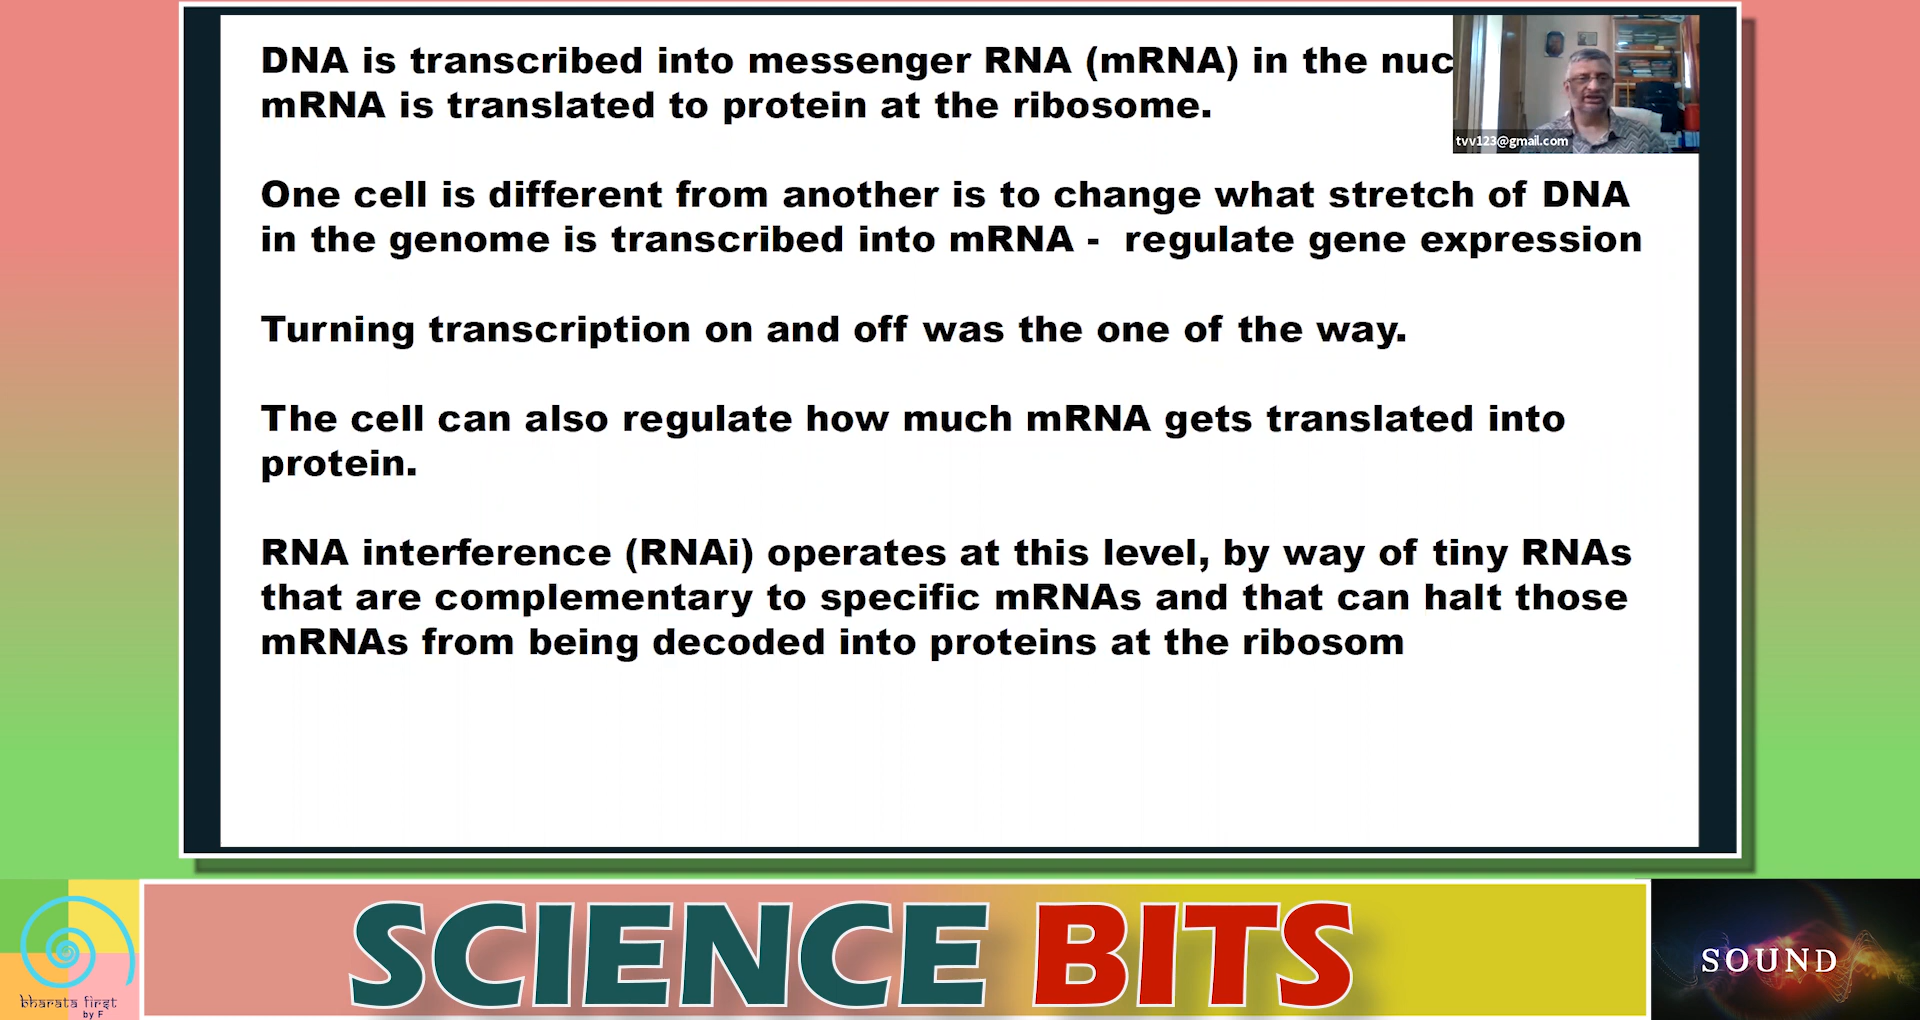 DNA is transcribed into messenger RNA (mRNA) in the nuc
mRNA is translated to protein at the ribosome.
tvv123@gmail.com
One cell is different from another is to change what stretch of DNA
in the genome is transcribed into mRNA - regulate gene expression
Turning transcription on and off was the one of the way.
The cell can also regulate how much mRNA gets translated into
protein.
RNA interference (RNAi) operates at this level, by way of tiny RNAs
that are complementary to specific mRNAs and that can halt those
mRNAs from being decoded into proteins at the ribosom
SCIENCE BITS
SOUND
bharata first
by F